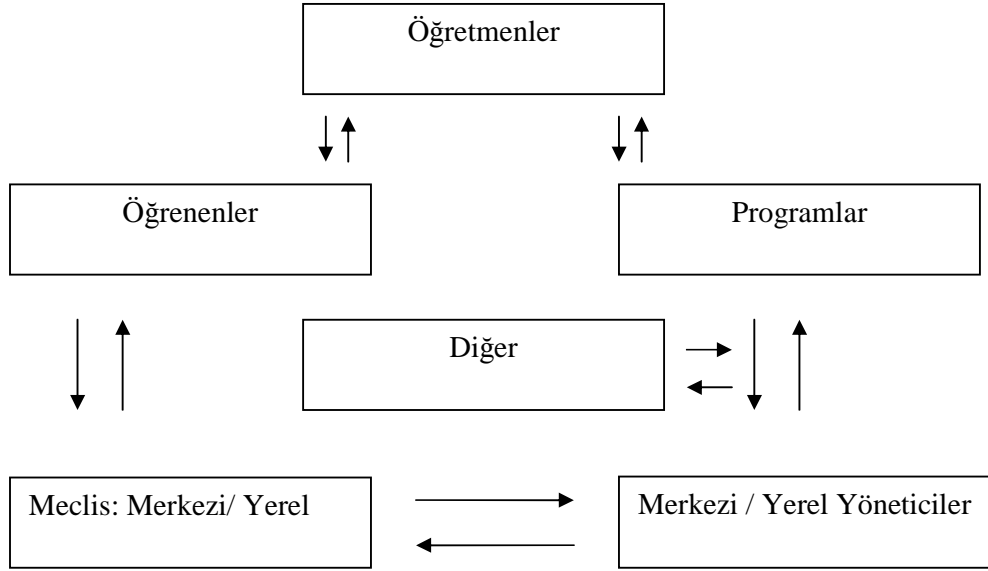 Öğretmenler
Öğrenenler
Programlar
Diğer
Meclis: Merkezi/ Yerel
Merkezi / Yerel Yöneticiler